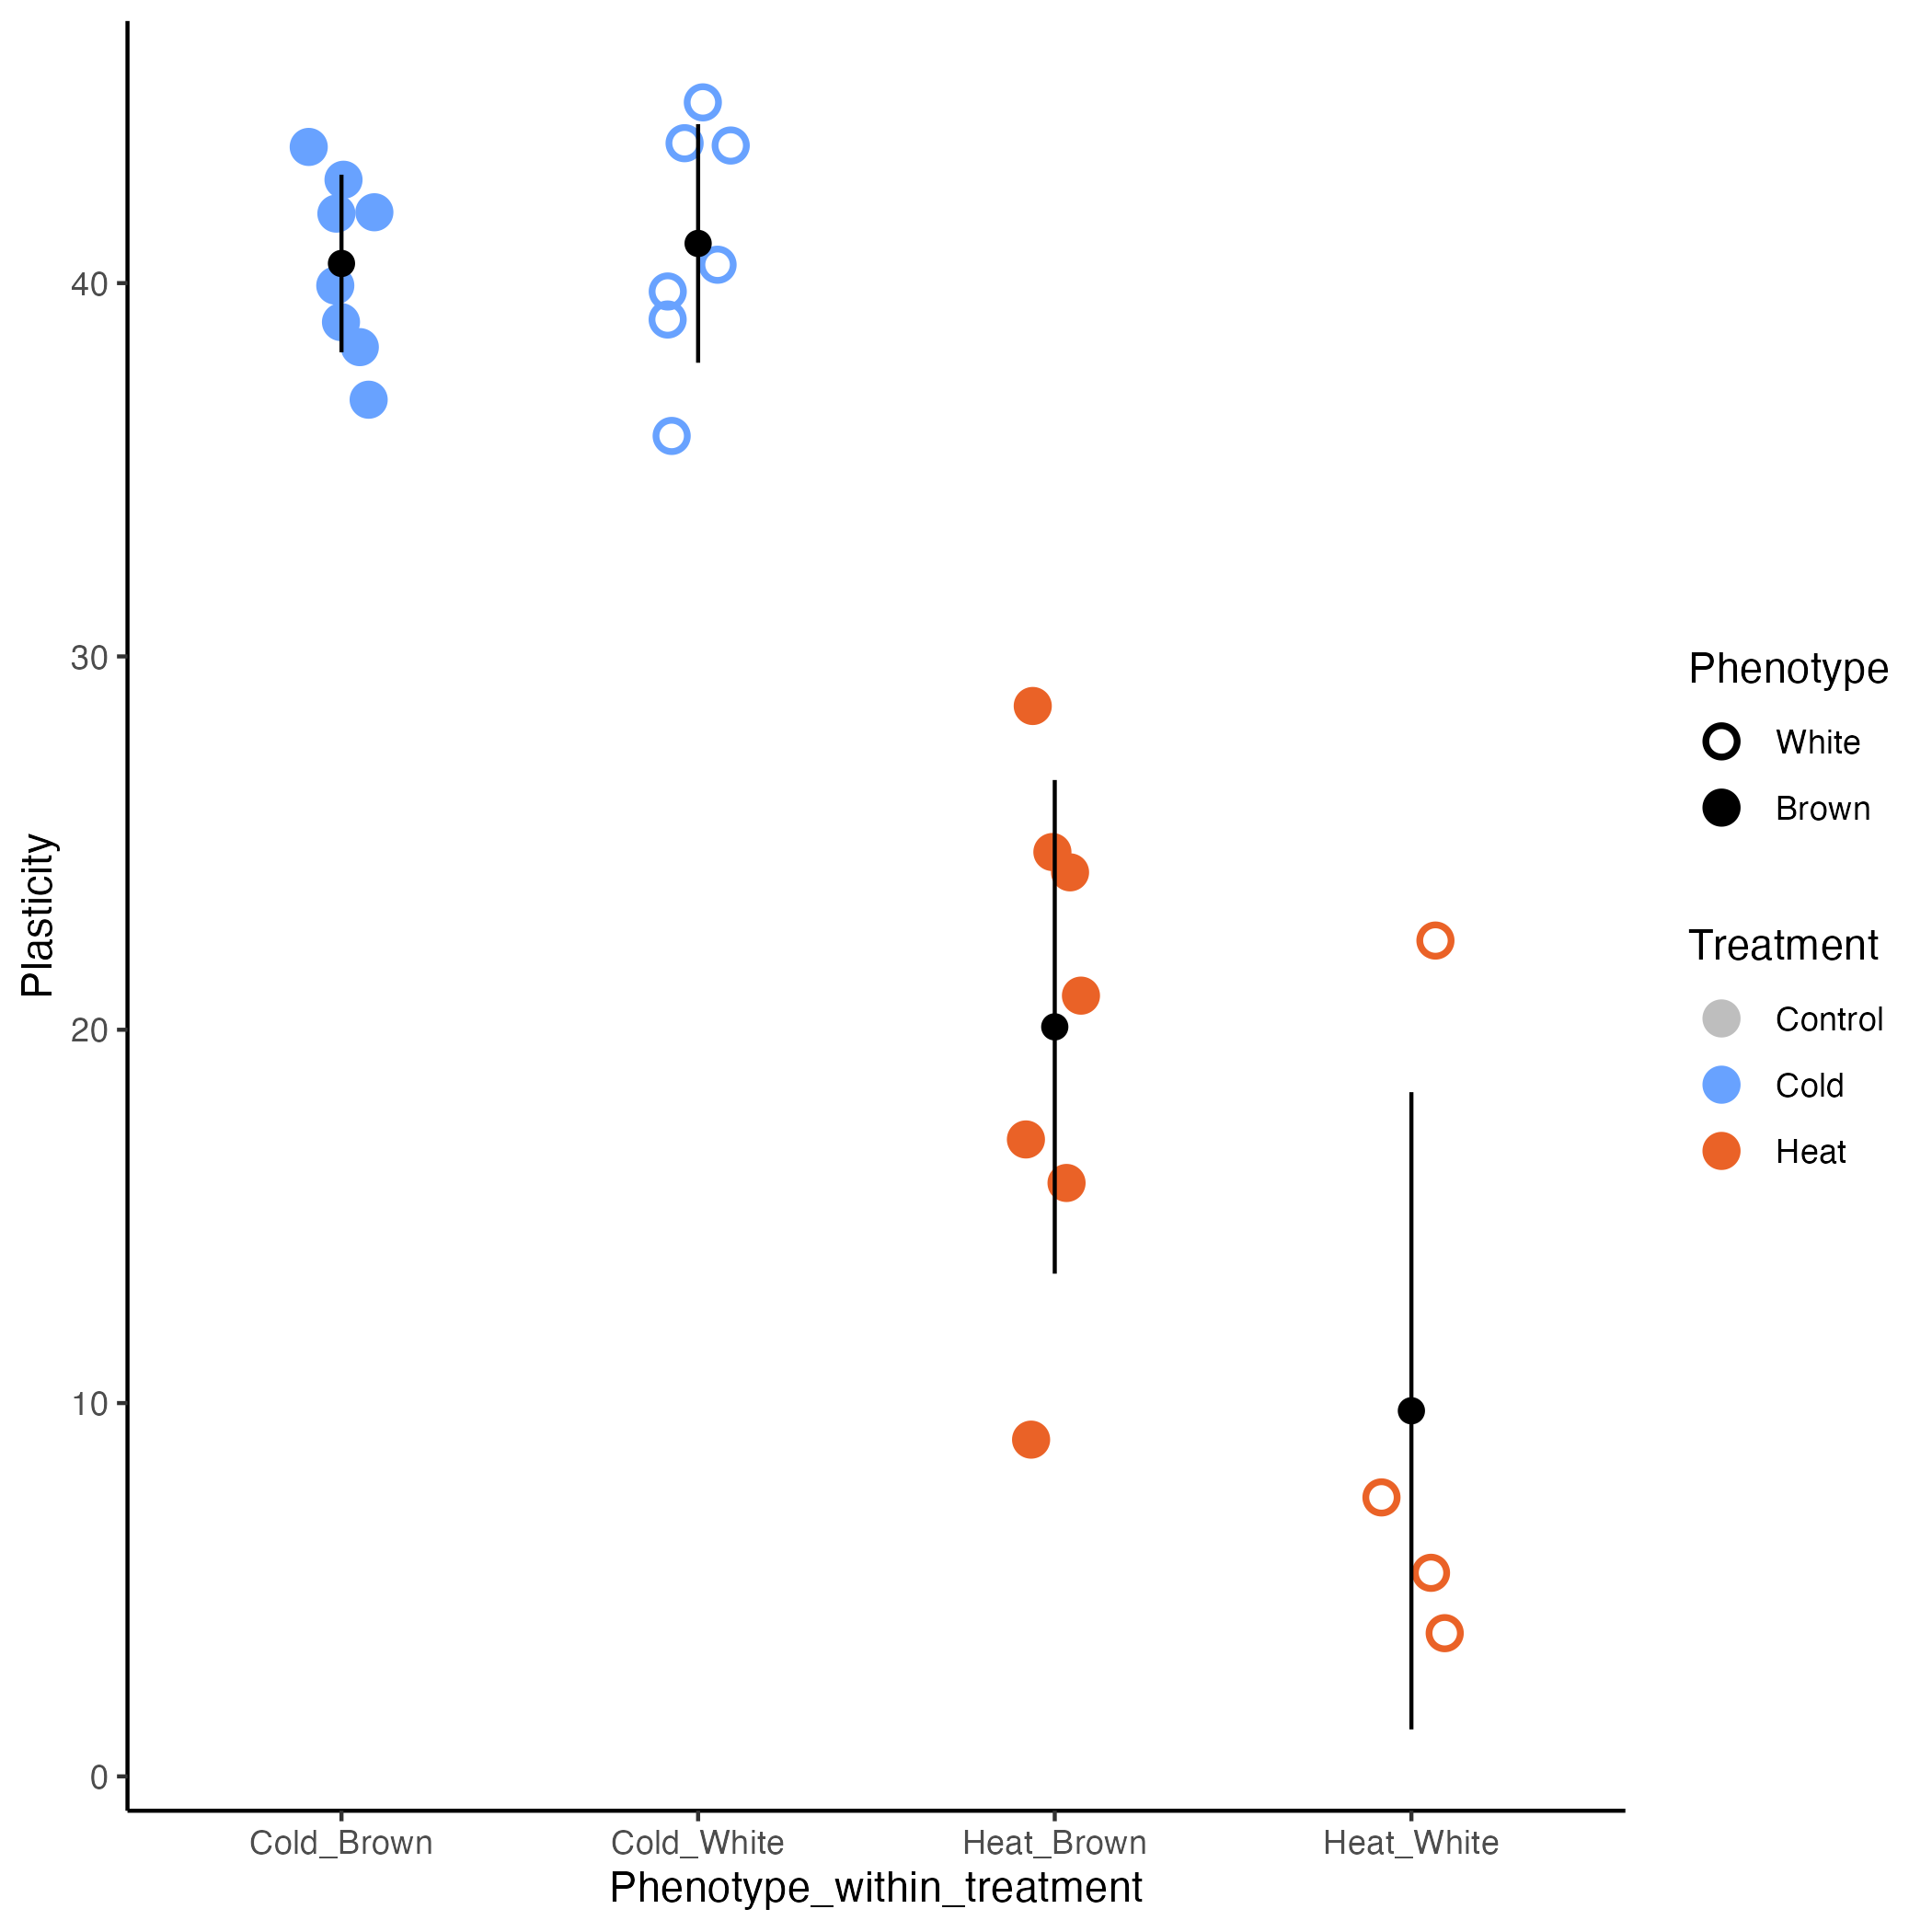 Plasticity
40
30
20
10
0
Cold_Brown
Cold_White
Heat_Brown
Heat_White
Phenotype_within_treatment
Phenotype
White
Brown
Treatment
Control
Cold
Heat